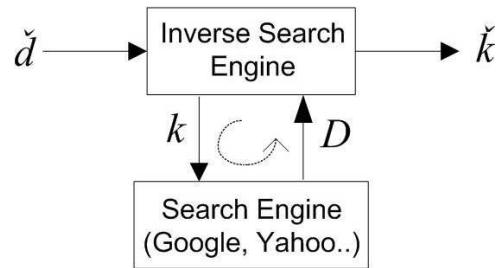 ď Inverse Search ǩ
Engine
k D
Search Engine
(Google, Yahoo..)